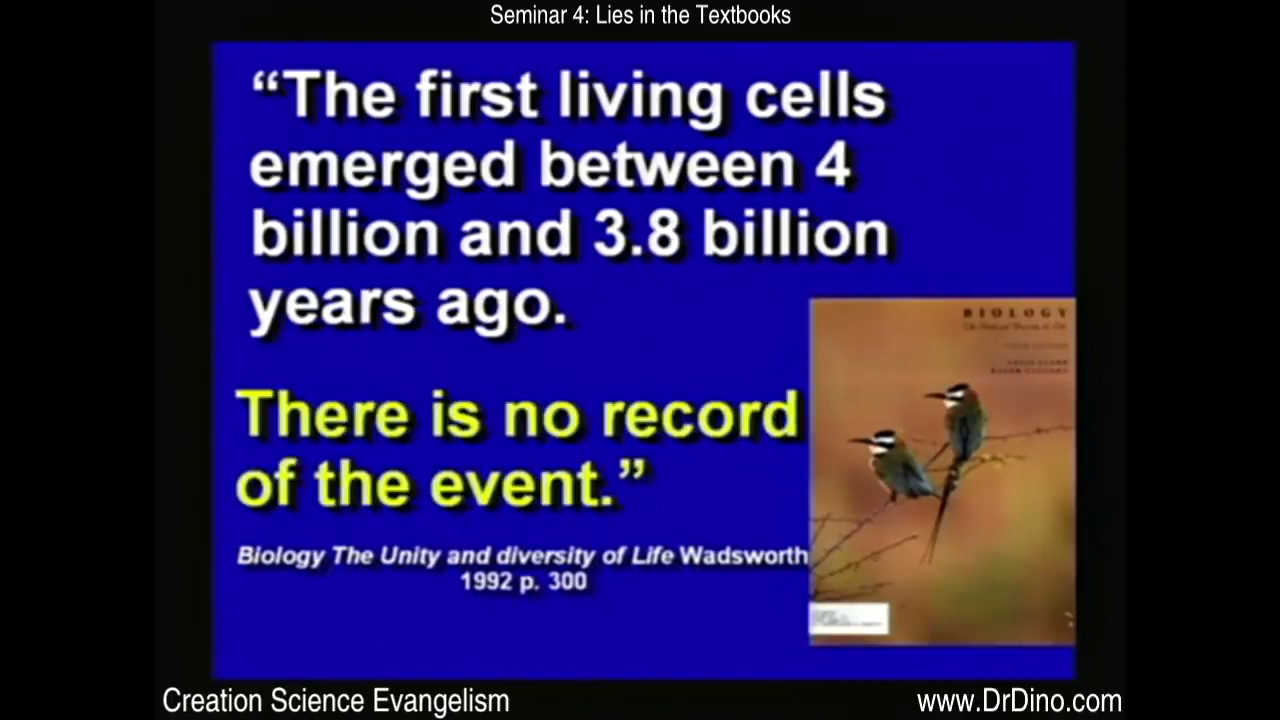 Seminar 4: Lies in the Textbooks
“The first living cells
emerged between 4
billion and 3.8 billion
years ago.
There is no record
of the event.”
Biology The Unity and diversity of Life Wadsworth
1992 p. 300
BIOLOGY
Creation Science Evangelism
www.DrDino.com